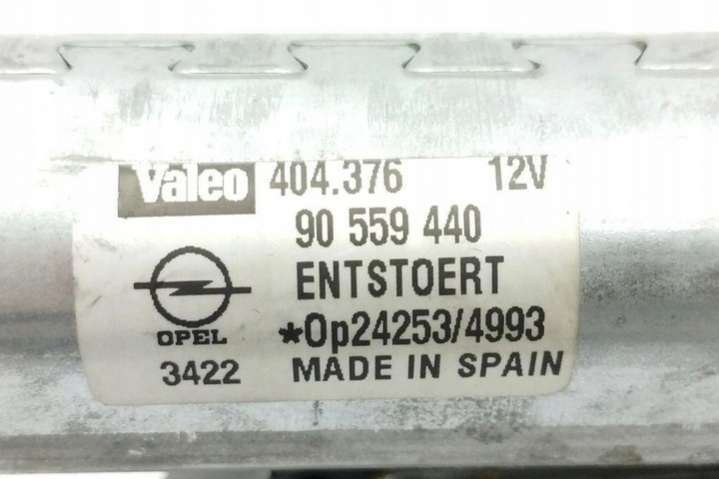 Valeo 404.376 12V
90 559 440
ENTSTOERT
OPEL *Op24253/4993
3422 MADE IN SPAIN